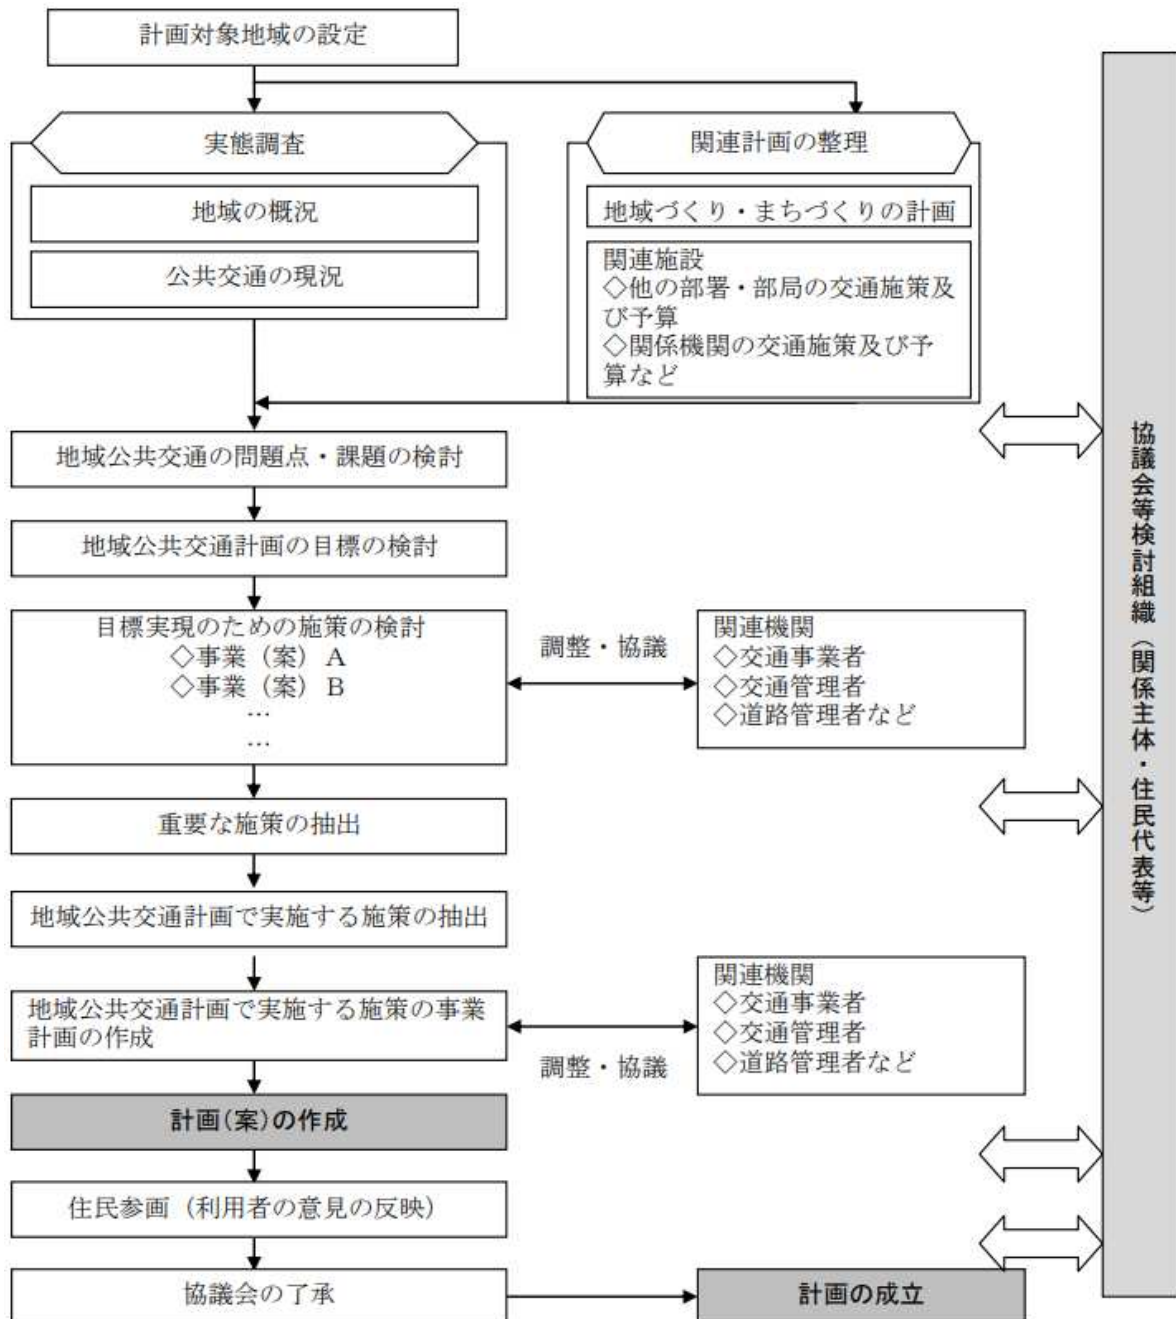 計画対象地域の設定
実態調査
地域の概況
公共交通の現況
関連計画の整理
地域づくり・まちづくりの計画
関連施設
◇他の部署・部局の交通施策及
び予算
◇関係機関の交通施策及び予
算など
地域公共交通の問題点・課題の検討
地域公共交通計画の目標の検討
目標実現のための施策の検討
◇事業（案）Ａ
◇事業（案）Ｂ
…
…
調整・協議
関連機関
◇交通事業者
◇交通管理者
◇道路管理者など
重要な施策の抽出
地域公共交通計画で実施する施策の抽出
地域公共交通計画で実施する施策の事業
計画の作成
調整・協議
関連機関
◇交通事業者
◇交通管理者
◇道路管理者など
計画（案）の作成
住民参画（利用者の意見の反映）
協議会の了承
計画の成立
協議会等検討組織（関係主体・住民代表等）